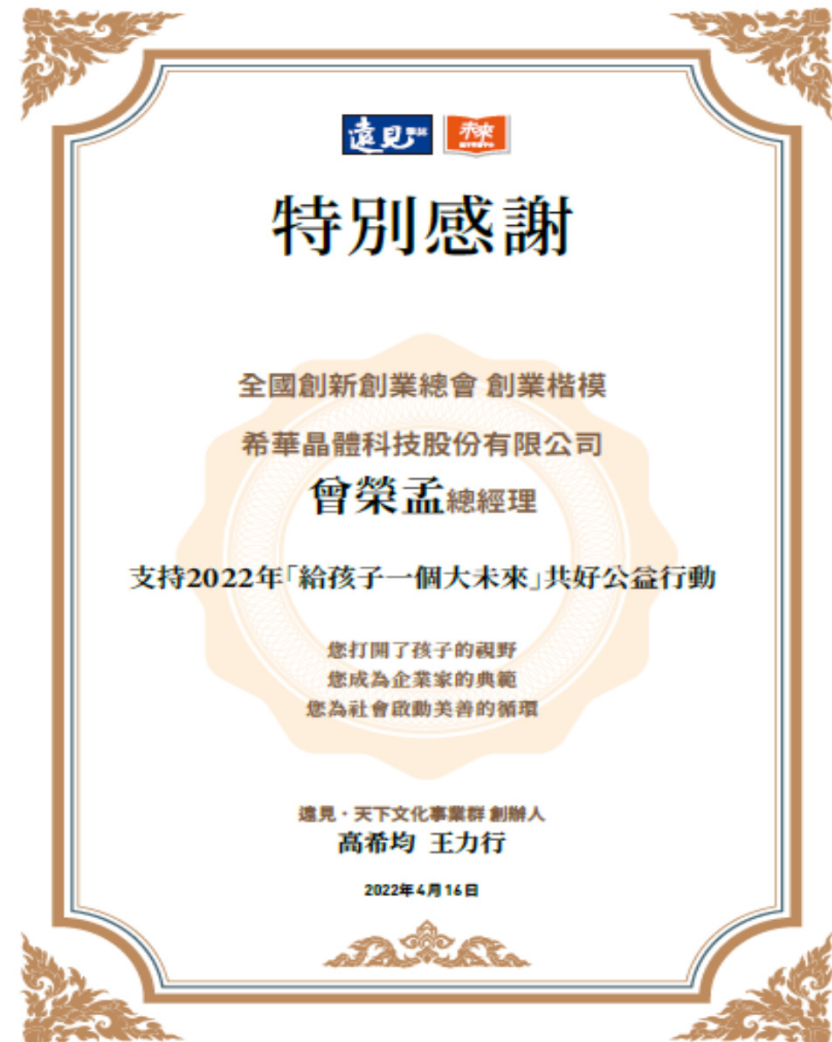 遠見雜誌 未來
特別感謝
全國創新創業總會 創業楷模
希華晶體科技股份有限公司
曾榮孟總經理
支持2022年「給孩子一個大未來」共好公益行動
您打開了孩子的視野
您成為企業家的典範
您為社會啟動美善的循環
遠見・天下文化事業群 創辦人
高希均 王力行
2022年4月16日